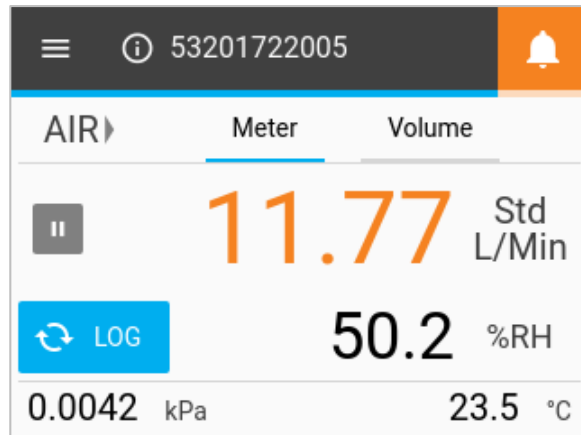 53201722005
AIR Meter Volume
11.77 Std L/Min
LOG 50.2 %RH
0.0042 kPa 23.5 °C